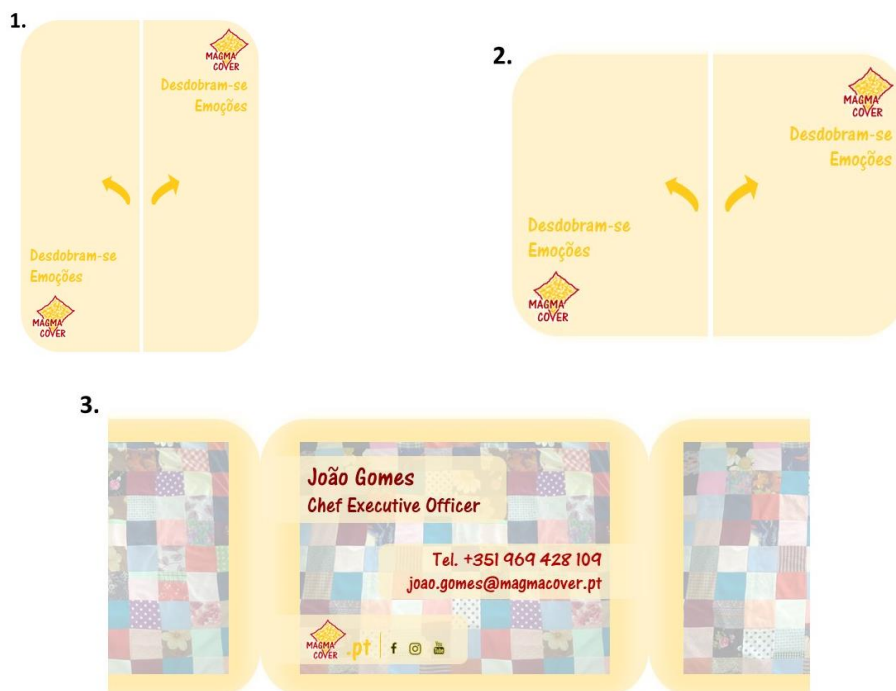 1.
MAGMA
COVER
Desdobram-se
Emoções
Desdobram-se
Emoções
MAGMA
COVER
2.
MAGMA
COVER
Desdobram-se
Emoções
Desdobram-se
Emoções
MAGMA
COVER
3.
João Gomes
Chef Executive Officer
Tel. +351 969 428 109
joao.gomes@magmacover.pt
MAGMA
COVER .pt f You Tube